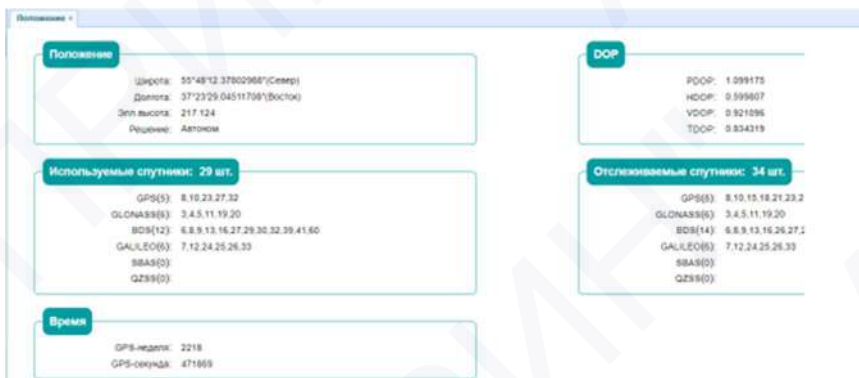 Положение ×
Положение
Широта: 55°48'12.37802988"(Север)
Долгота: 37°23'29.04511708"(Восток)
Элл.высота: 217.124
Решение: Автоном
DOP
PDOP: 1.099175
HDOP: 0.599807
VDOP: 0.921096
TDOP: 0.834319
Используемые спутники: 29 шт.
GPS(5): 8,10,23,27,32
GLONASS(6): 3,4,5,11,19,20
BDS(12): 6,8,9,13,16,27,29,30,32,39,41,60
GALILEO(6): 7,12,24,25,26,33
SBAS(0):
QZSS(0):
Отслеживаемые спутники: 34 шт.
GPS(8): 8,10,15,18,21,23,2
GLONASS(6): 3,4,5,11,19,20
BDS(14): 6,8,9,13,16,26,27,2
GALILEO(6): 7,12,24,25,26,33
SBAS(0):
QZSS(0):
Время
GPS-неделя: 2218
GPS-секунда: 471869